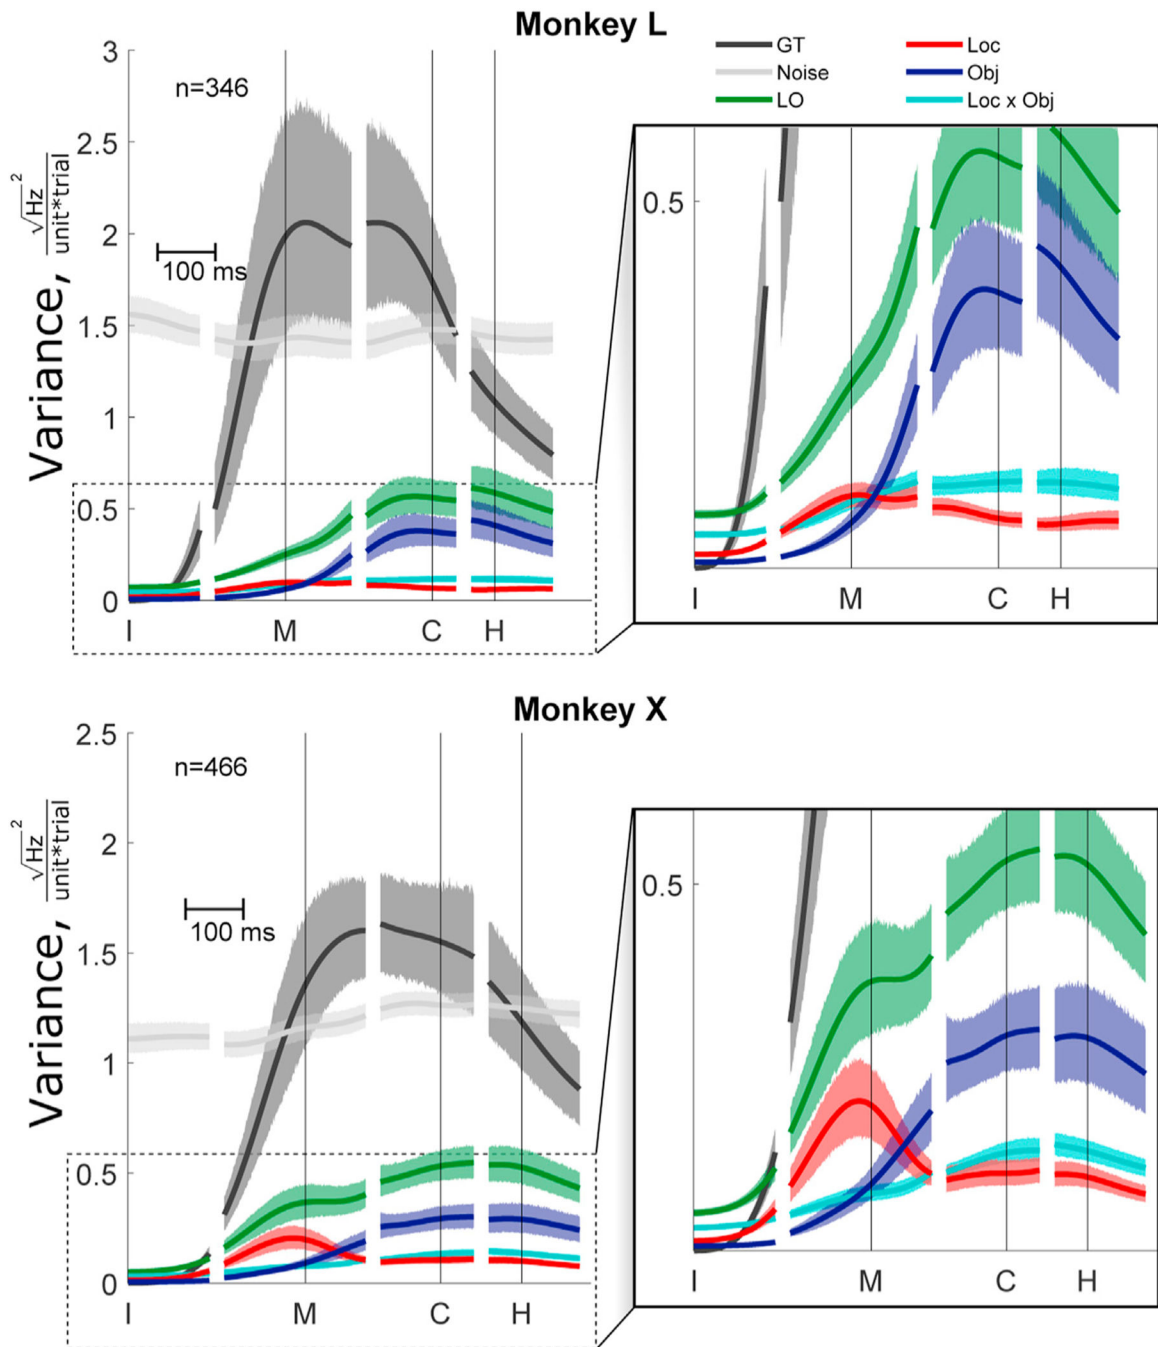 Monkey L
GT
Noise
LO
Loc
Obj
Loc x Obj
n=346
100 ms
Variance, √Hz² / unit*trial
3
2.5
2
1.5
1
0.5
0
I M C H
0.5
I M C H
Monkey X
n=466
100 ms
Variance, √Hz² / unit*trial
2.5
2
1.5
1
0.5
0
I M C H
0.5
I M C H